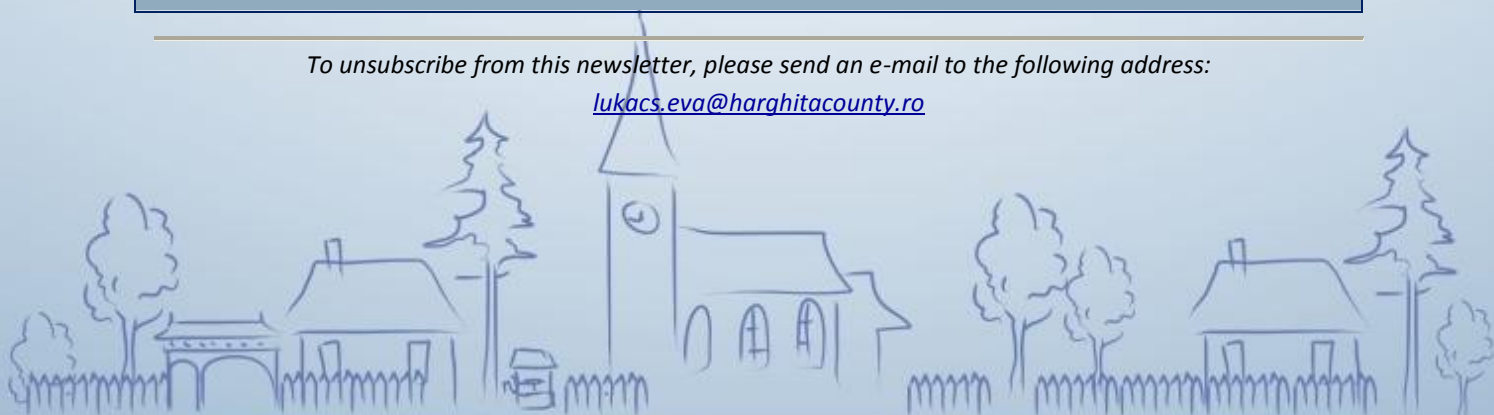 To unsubscribe from this newsletter, please send an e-mail to the following address:
lukacs.eva@harghitacounty.ro